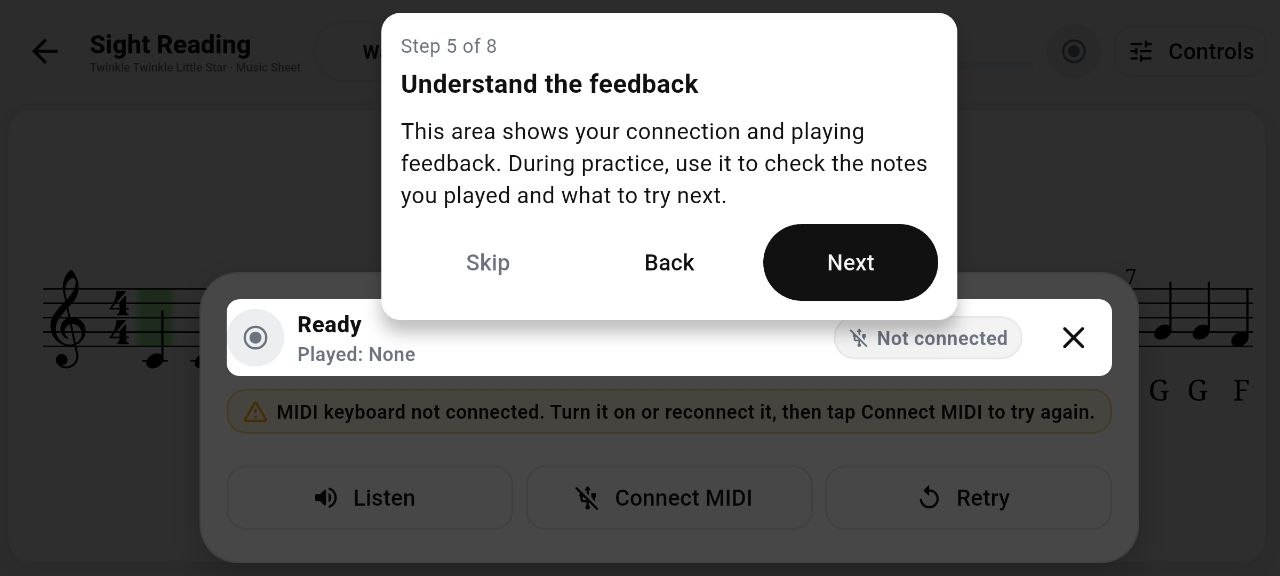 Sight Reading
Twinkle Twinkle Little Star · Music Sheet
Controls
Step 5 of 8
Understand the feedback
This area shows your connection and playing
feedback. During practice, use it to check the notes
you played and what to try next.
Skip
Back
Next
4
4
7
G G F
Ready
Played: None
Not connected
MIDI keyboard not connected. Turn it on or reconnect it, then tap Connect MIDI to try again.
Listen
Connect MIDI
Retry